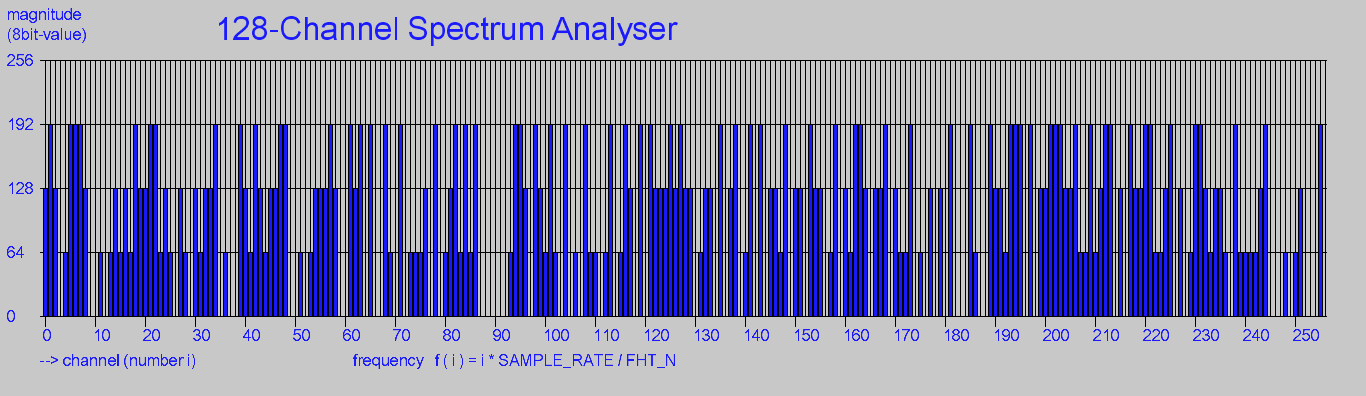 magnitude
(8bit-value)
128-Channel Spectrum Analyser
256
192
128
64
0
0 10 20 30 40 50 60 70 80 90 100 110 120 130 140 150 160 170 180 190 200 210 220 230 240 250
--> channel (number i) frequency f ( i ) = i * SAMPLE_RATE / FHT_N